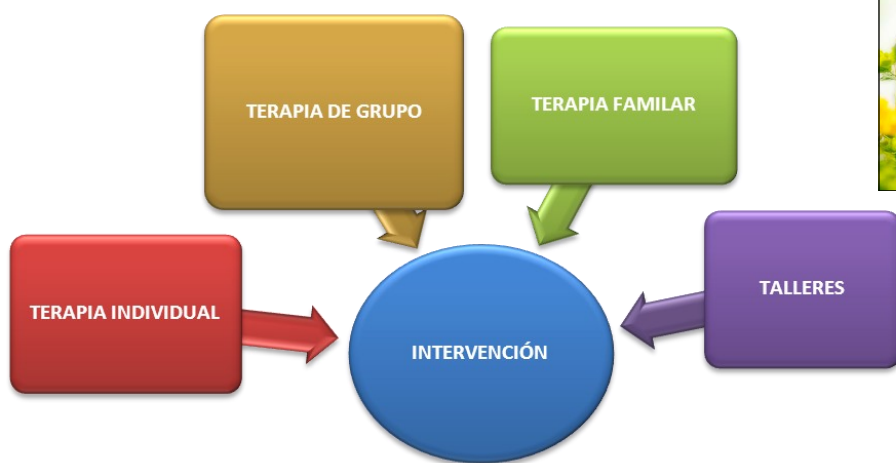 TERAPIA DE GRUPO
TERAPIA FAMILAR
TERAPIA INDIVIDUAL
TALLERES
INTERVENCIÓN